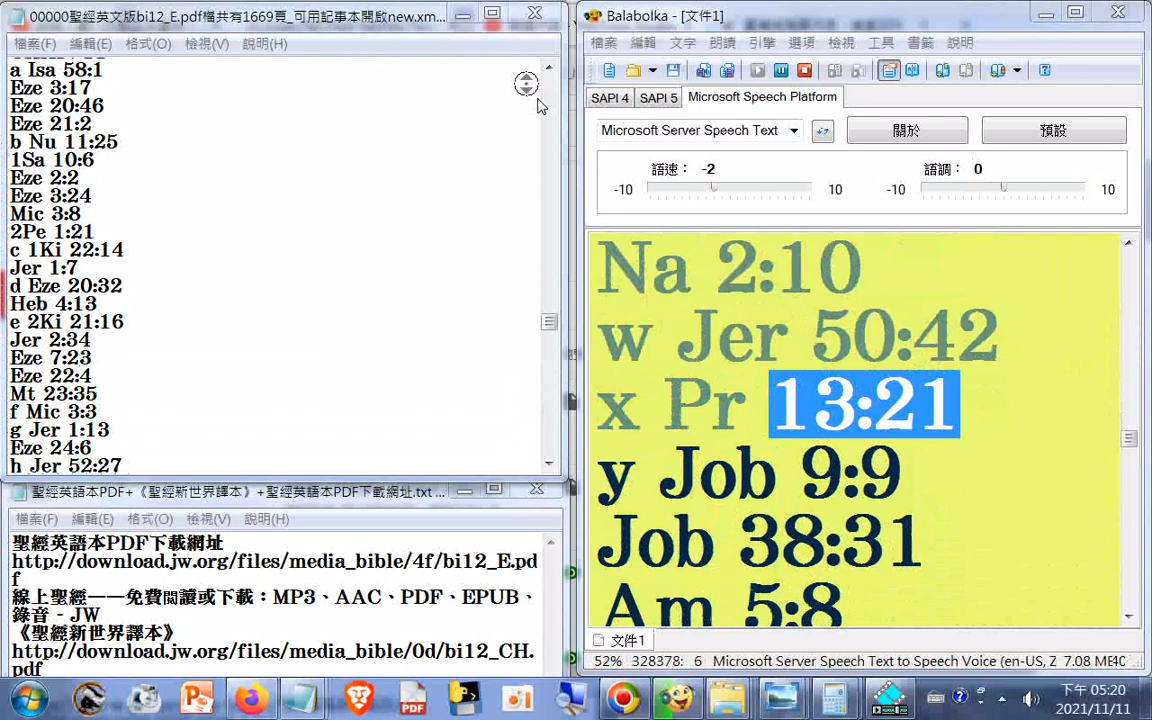 00000聖經英文版bi12_E.pdf檔共有1669頁_可用記事本開啟new.xm...
檔案(F) 編輯(E) 格式(O) 檢視(V) 說明(H)
a Isa 58:1
Eze 3:17
Eze 20:46
Eze 21:2
b Nu 11:25
1Sa 10:6
Eze 2:2
Eze 3:24
Mic 3:8
2Pe 1:21
c 1Ki 22:14
Jer 1:7
d Eze 20:32
Heb 4:13
e 2Ki 21:16
Jer 2:34
Eze 7:23
Eze 22:4
Mt 23:35
f Mic 3:3
g Jer 1:13
Eze 24:6
h Jer 52:27
聖經英語本PDF+《聖經新世界譯本》+聖經英語本PDF下載網址.txt ...
檔案(F) 編輯(E) 格式(O) 檢視(V) 說明(H)
聖經英語本PDF下載網址
http://download.jw.org/files/media_bible/4f/bi12_E.pd
f
線上聖經——免費閱讀或下載：MP3、AAC、PDF、EPUB、
錄音 - JW
《聖經新世界譯本》
http://download.jw.org/files/media_bible/0d/bi12_CH.
pdf
Balabolka - [文件1]
檔案 編輯 文字 朗讀 引擎 選項 檢視 工具 書籤 說明
SAPI 4 SAPI 5 Microsoft Speech Platform
Microsoft Server Speech Text 關於 預設
語速： -2 語調： 0
-10 10 -10 10
Na 2:10
w Jer 50:42
x Pr 13:21
y Job 9:9
Job 38:31
Am 5:8
文件1
52% 328378: 6 Microsoft Server Speech Text to Speech Voice (en-US, Z 7.08 ME40
PDF
下午 05:20
2021/11/11